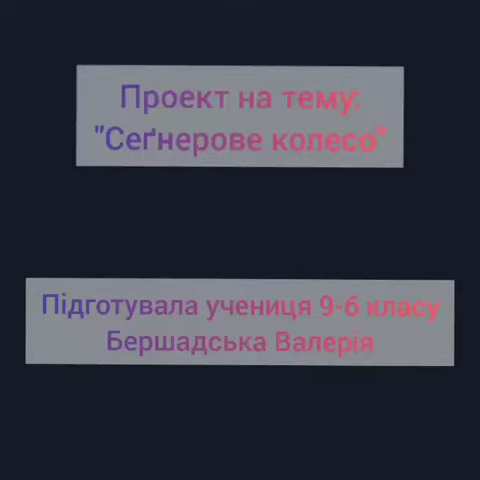 Проект на тему:
"Сеґнерове колесо"
Підготувала учениця 9-б класу
Бершадська Валерія